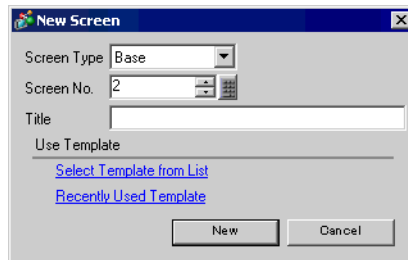 New Screen
Screen Type Base
Screen No. 2
Title
Use Template
Select Template from List
Recently Used Template
New Cancel